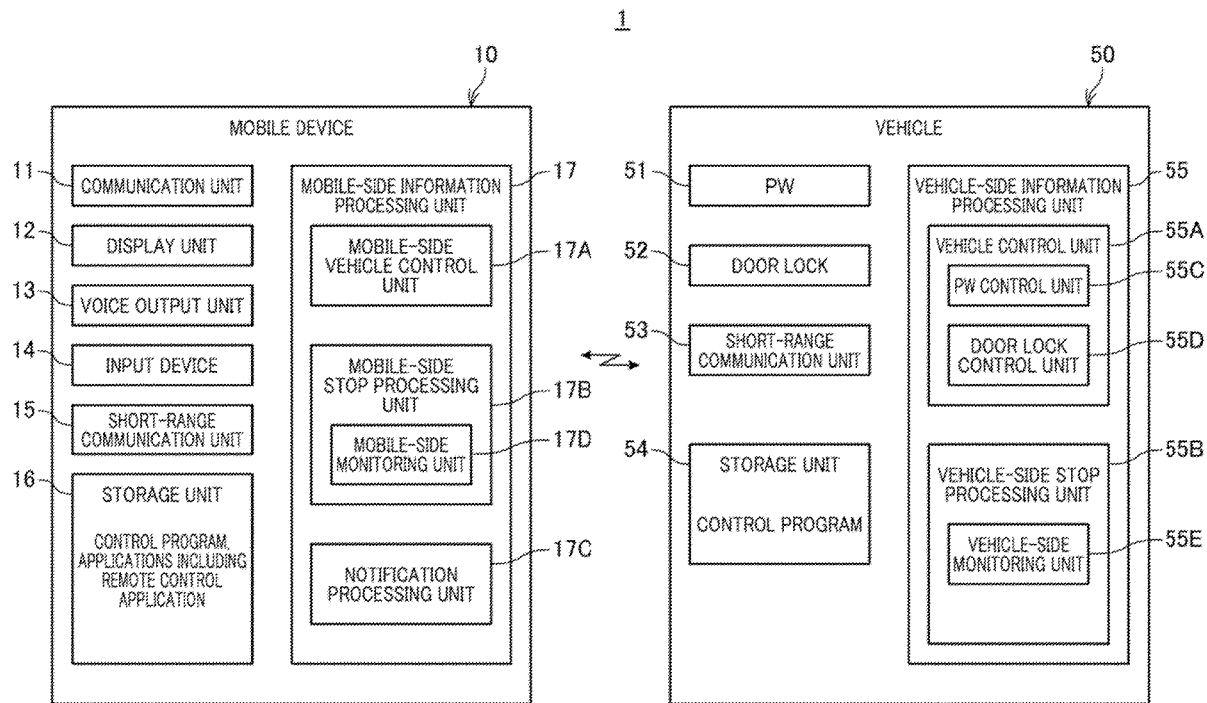 1
10
50
MOBILE DEVICE
VEHICLE
11
COMMUNICATION UNIT
12
DISPLAY UNIT
13
VOICE OUTPUT UNIT
14
INPUT DEVICE
15
SHORT-RANGE
COMMUNICATION UNIT
16
STORAGE UNIT
CONTROL PROGRAM,
APPLICATIONS INCLUDING
REMOTE CONTROL
APPLICATION
MOBILE-SIDE INFORMATION
PROCESSING UNIT
17
MOBILE-SIDE
VEHICLE CONTROL
UNIT
17A
MOBILE-SIDE
STOP PROCESSING
UNIT
17B
MOBILE-SIDE
MONITORING UNIT
17D
NOTIFICATION
PROCESSING UNIT
17C
51
PW
52
DOOR LOCK
53
SHORT-RANGE
COMMUNICATION UNIT
54
STORAGE UNIT
CONTROL PROGRAM
VEHICLE-SIDE INFORMATION
PROCESSING UNIT
55
VEHICLE CONTROL UNIT
55A
PW CONTROL UNIT
55C
DOOR LOCK
CONTROL UNIT
55D
VEHICLE-SIDE STOP
PROCESSING UNIT
55B
VEHICLE-SIDE
MONITORING UNIT
55E